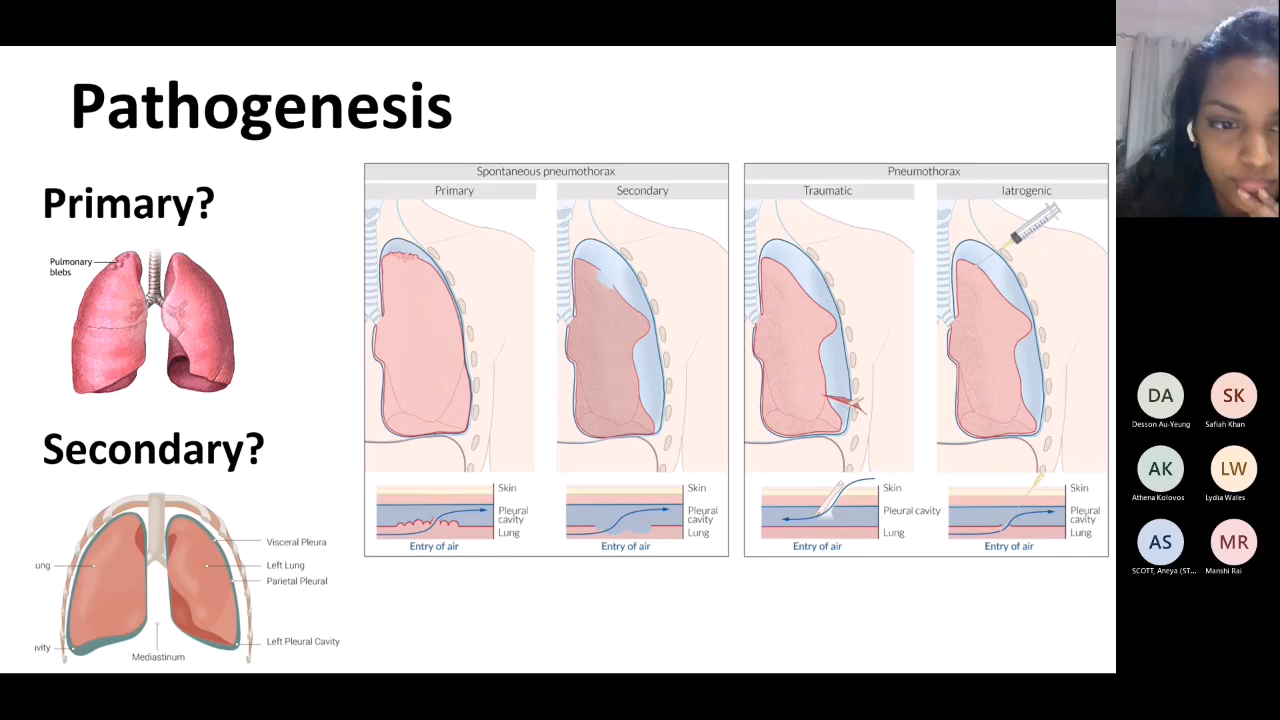 Pathogenesis
Primary?
Pulmonary
blebs
Secondary?
Visceral Pleura
ung
Left Lung
Parietal Pleural
Left Pleural Cavity
ivity
Mediastinum
Spontaneous pneumothorax
Primary
Secondary
Skin
Pleural
cavity
Lung
Entry of air
Skin
Pleural
cavity
Lung
Entry of air
Pneumothorax
Traumatic
Iatrogenic
Skin
Pleural cavity
Lung
Entry of air
Skin
Pleural
cavity
Lung
Entry of air
DA
Desson Au-Yeung
SK
Safiah Khan
AK
Athena Kolovos
LW
Lydia Wales
AS
SCOTT, Aneya (ST...
MR
Manshi Rai